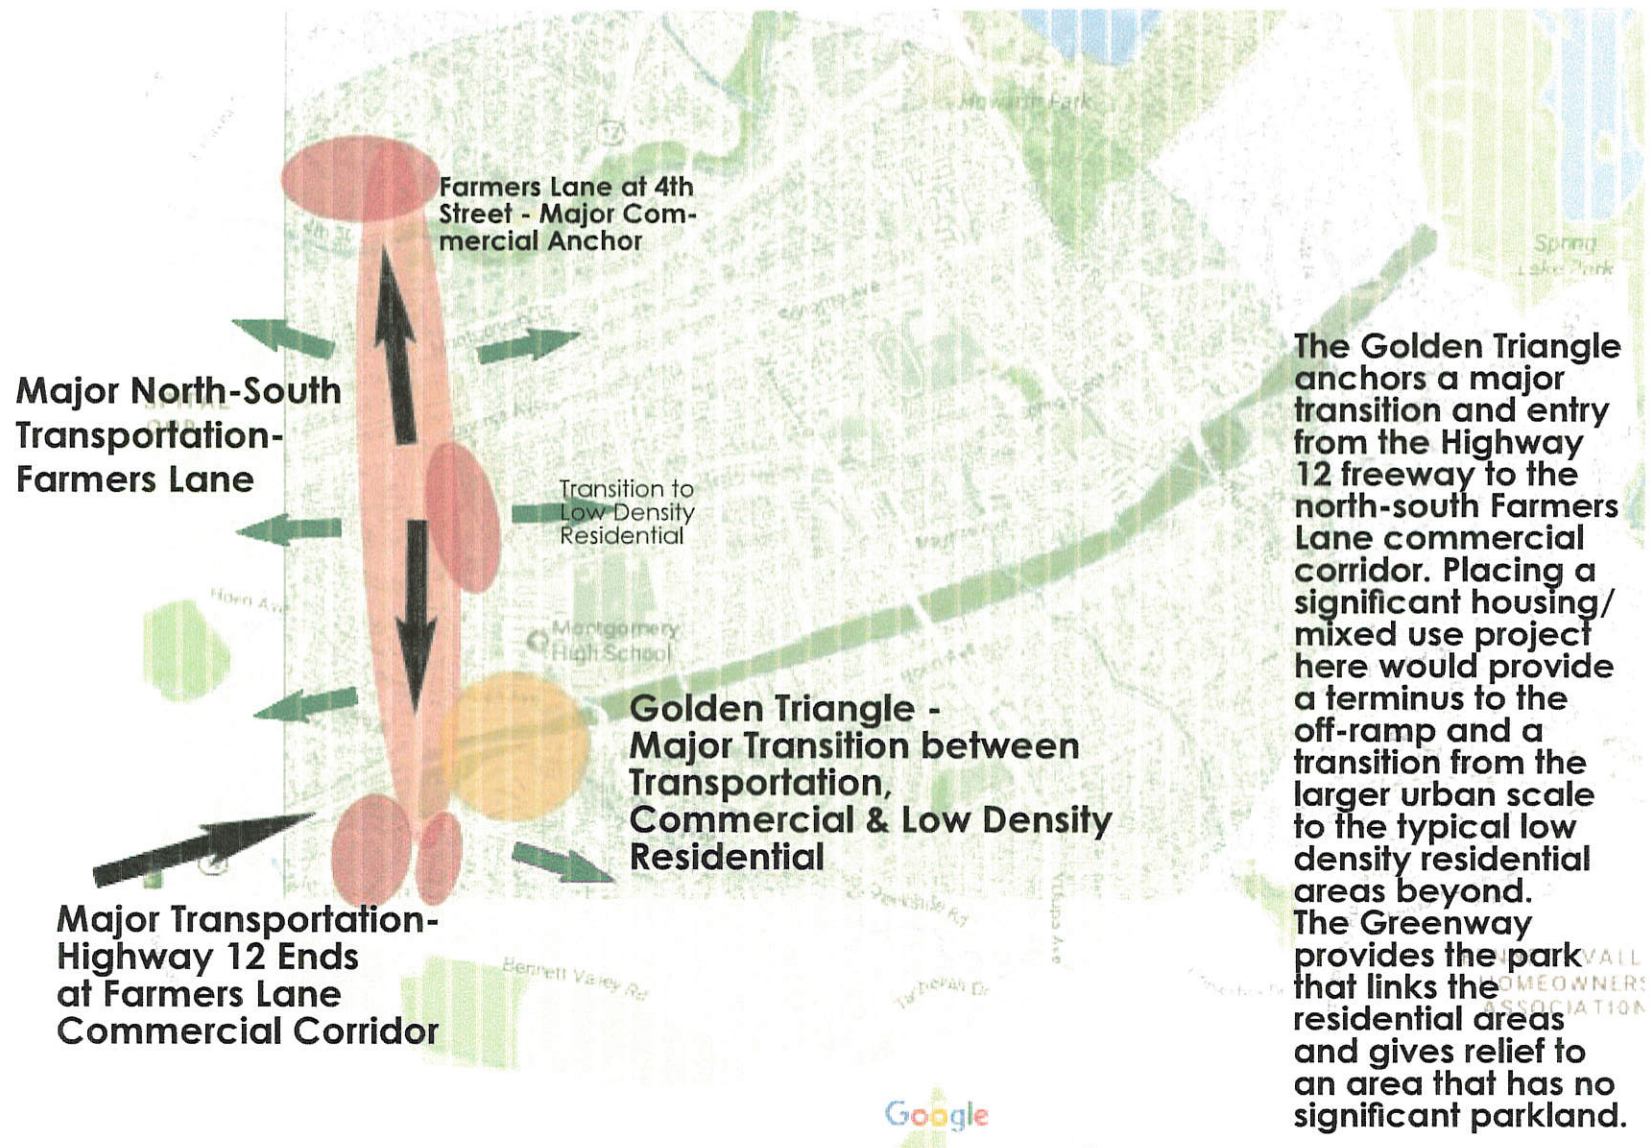 Howarth Park
Farmers Lane at 4th
Street - Major Com-
mercial Anchor
Spring
Lake Park
Sonoma Ave
Major North-South
Transportation-
Farmers Lane
Transition to
Low Density
Residential
Hoen Ave
Montgomery
High School
Hoen Ave
Golden Triangle -
Major Transition between
Transportation,
Commercial & Low Density
Residential
Major Transportation-
Highway 12 Ends
at Farmers Lane
Commercial Corridor
Yorkshire Rd
Bennett Valley Rd
The Golden Triangle
anchors a major
transition and entry
from the Highway
12 freeway to the
north-south Farmers
Lane commercial
corridor. Placing a
significant housing/
mixed use project
here would provide
a terminus to the
off-ramp and a
transition from the
larger urban scale
to the typical low
density residential
areas beyond.
The Greenway
provides the park
that links the
residential areas
and gives relief to
an area that has no
significant parkland.
HOMEOWNERS
ASSOCIATION
Google